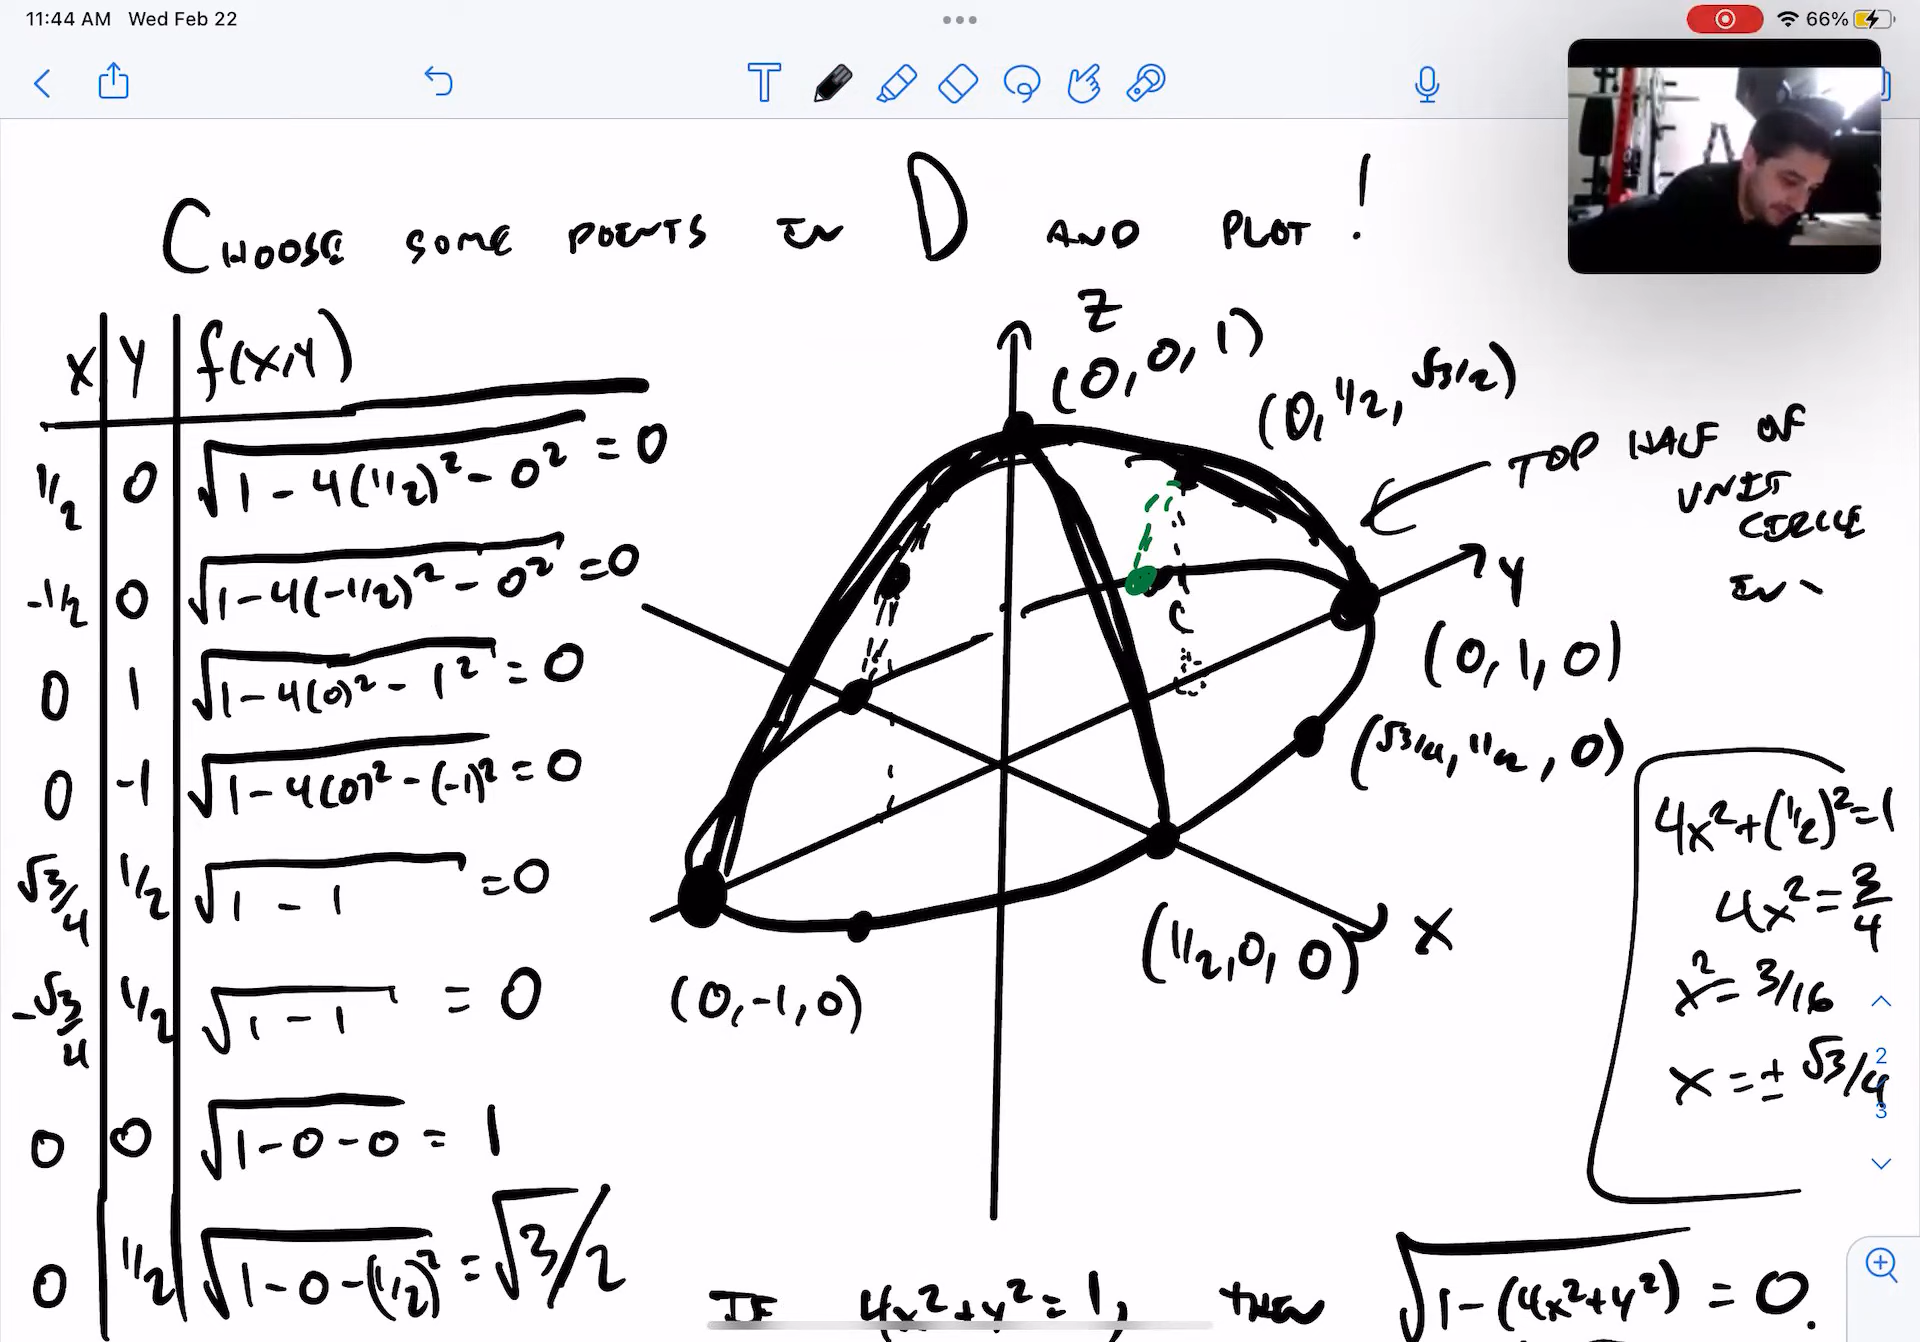 11:44 AM Wed Feb 22
66%
CHOOSE SOME POINTS IN D AND PLOT!
x y f(x,y)
1/2 0 √(1-4(1/2)²-0²) = 0
-1/2 0 √(1-4(-1/2)²-0²) = 0
0 1 √(1-4(0)²-1²) = 0
0 -1 √(1-4(0)²-(-1)²) = 0
√3/4 1/2 √(1-1) = 0
-√3/4 1/2 √(1-1) = 0
0 0 √(1-0-0) = 1
0 1/2 √(1-0-(1/2)²) = √3/2
Z
(0,0,1)
(0,1/2,√3/2)
TOP HALF OF
UNIT
CIRCLE
IN
y
(0,1,0)
(√3/4,1/2,0)
X
(1/2,0,0)
(0,-1,0)
4x²+(1/2)²=1
4x²=3/4
x²=3/16
x=±√3/4
2
3
IF 4x²+y²=1, THEN √(1-(4x²+y²)) = 0.